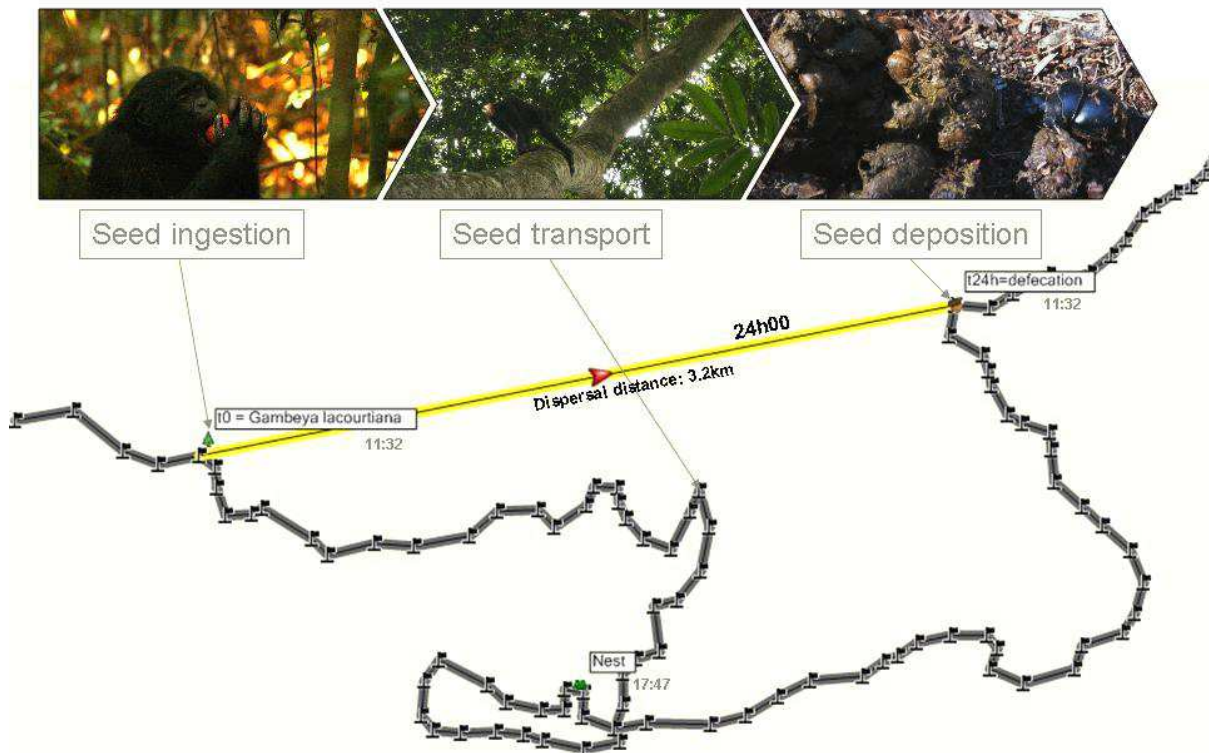 Seed ingestion
Seed transport
Seed deposition
t24h=defecation
11:32
24h00
Dispersal distance: 3.2km
t0 = Gambeya lacourtiana
11:32
Nest
17:47